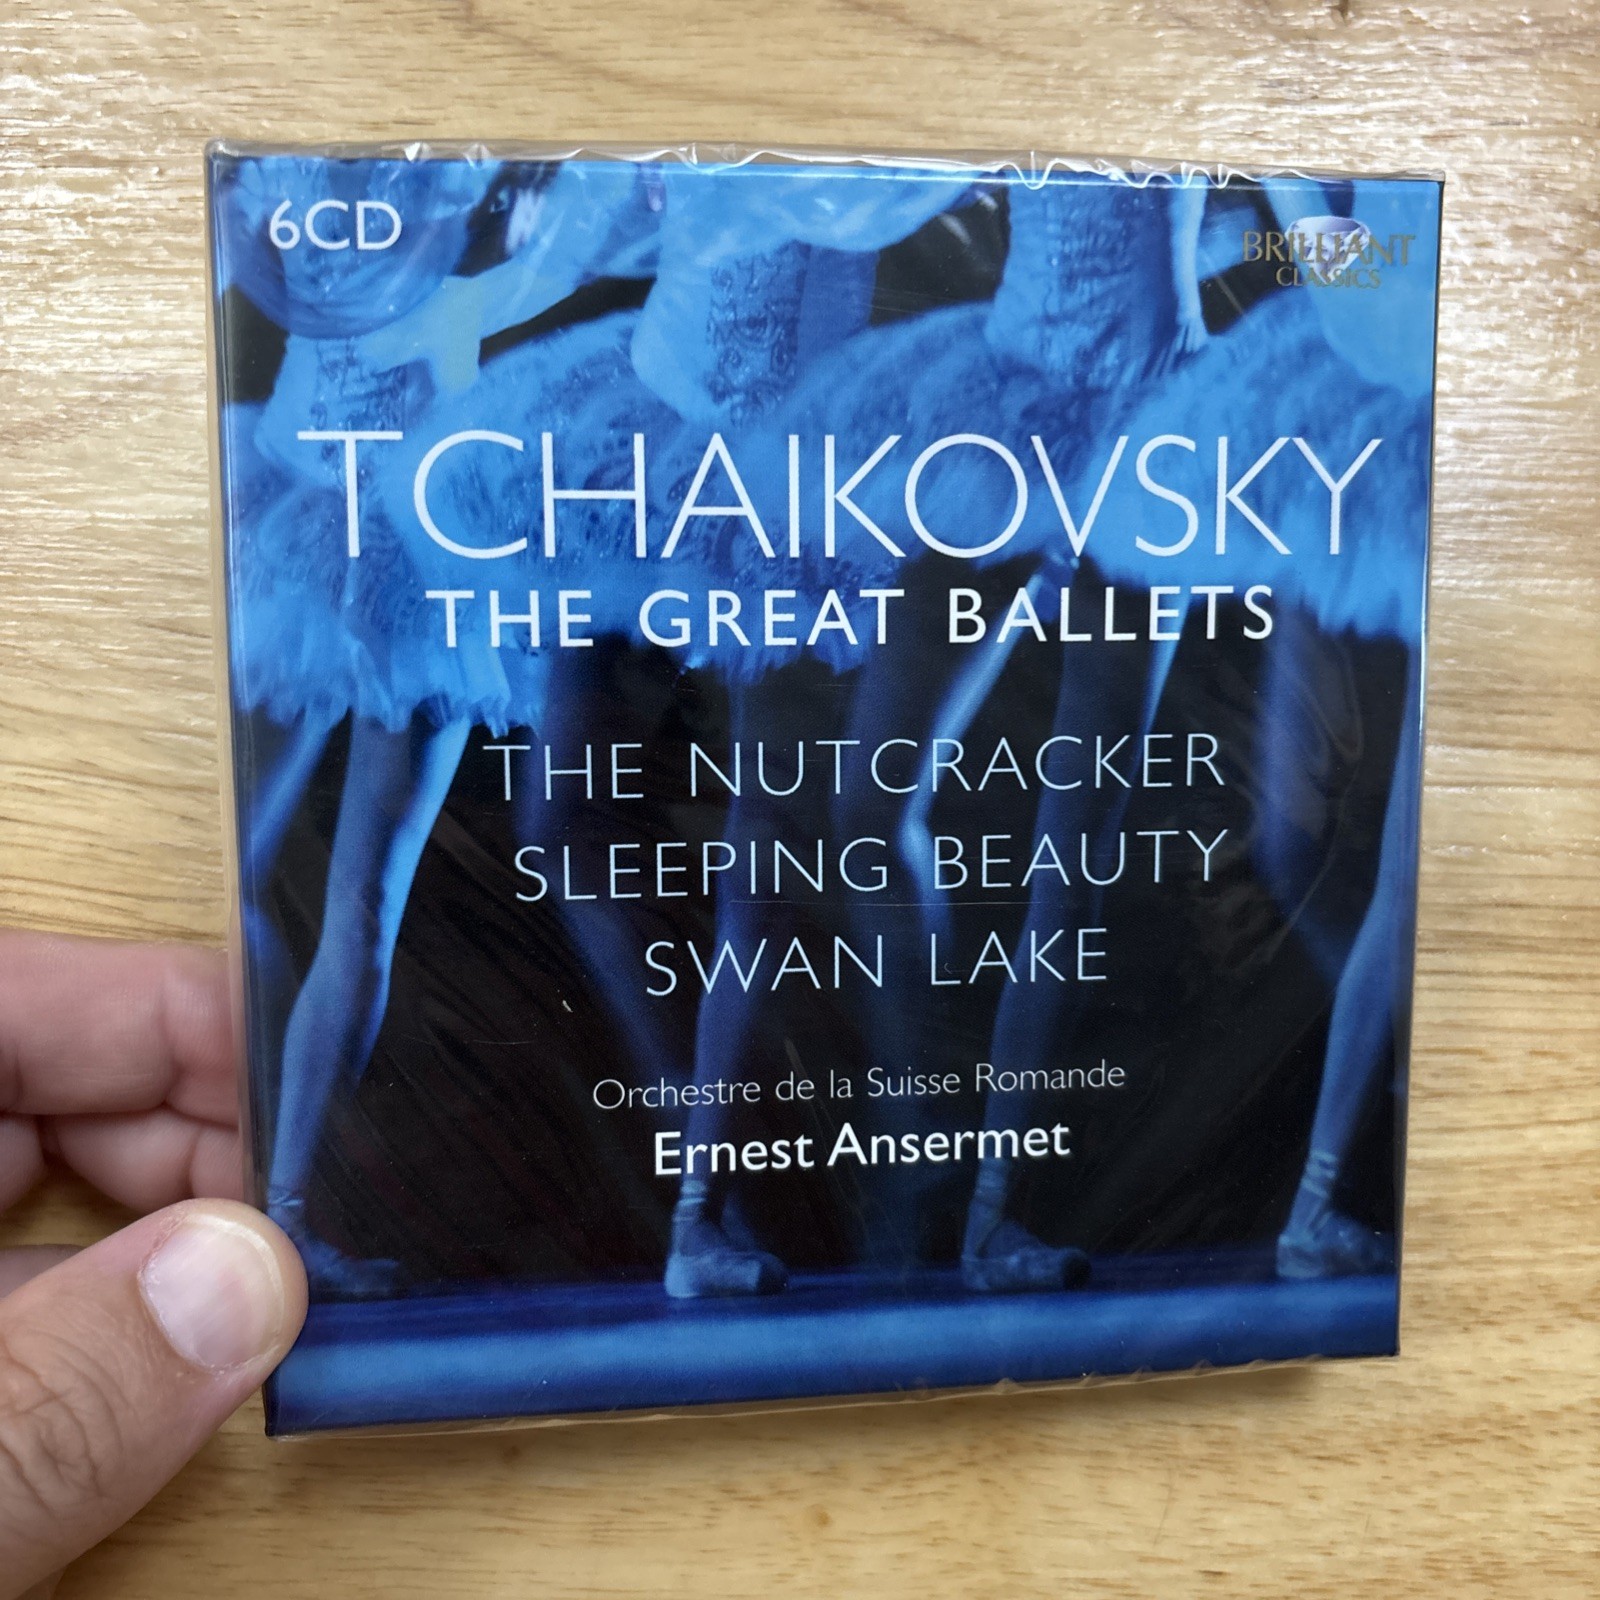 6CD
BRILLIANT
CLASSICS
TCHAIKOVSKY
THE GREAT BALLETS
THE NUTCRACKER
SLEEPING BEAUTY
SWAN LAKE
Orchestre de la Suisse Romande
Ernest Ansermet